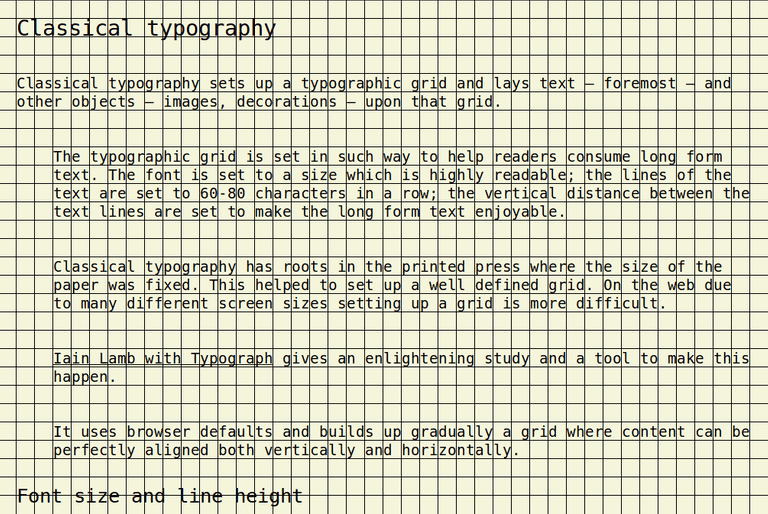 Classical typography
Classical typography sets up a typographic grid and lays text – foremost – and
other objects – images, decorations – upon that grid.
The typographic grid is set in such way to help readers consume long form
text. The font is set to a size which is highly readable; the lines of the
text are set to 60-80 characters in a row; the vertical distance between the
text lines are set to make the long form text enjoyable.
Classical typography has roots in the printed press where the size of the
paper was fixed. This helped to set up a well defined grid. On the web due
to many different screen sizes setting up a grid is more difficult.
Iain Lamb with Typograph gives an enlightening study and a tool to make this
happen.
It uses browser defaults and builds up gradually a grid where content can be
perfectly aligned both vertically and horizontally.
Font size and line height